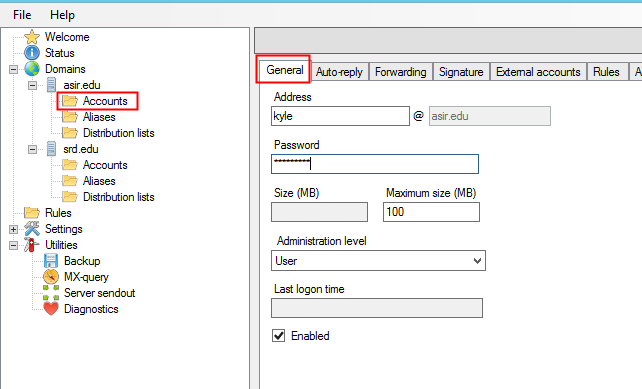 File Help
Welcome
Status
Domains
asir.edu
Accounts
Aliases
Distribution lists
srd.edu
Accounts
Aliases
Distribution lists
Rules
Settings
Utilities
Backup
MX-query
Server sendout
Diagnostics
General Auto-reply Forwarding Signature External accounts Rules A
Address
kyle @ asir.edu
Password
*********
Size (MB) Maximum size (MB)
100
Administration level
User
Last logon time
Enabled